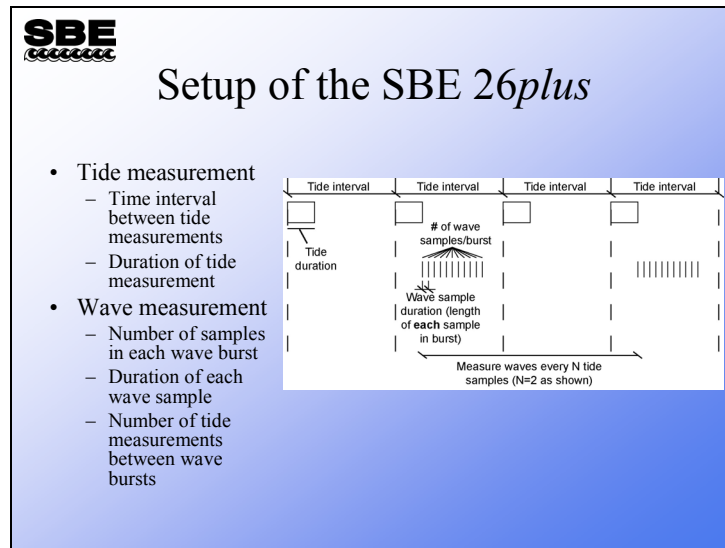 SBE
Setup of the SBE 26plus
• Tide measurement
– Time interval
between tide
measurements
– Duration of tide
measurement
• Wave measurement
– Number of samples
in each wave burst
– Duration of each
wave sample
– Number of tide
measurements
between wave
bursts
Tide interval
Tide interval
Tide interval
Tide interval
Tide
duration
# of wave
samples/burst
Wave sample
duration (length
of each sample
in burst)
Measure waves every N tide
samples (N=2 as shown)